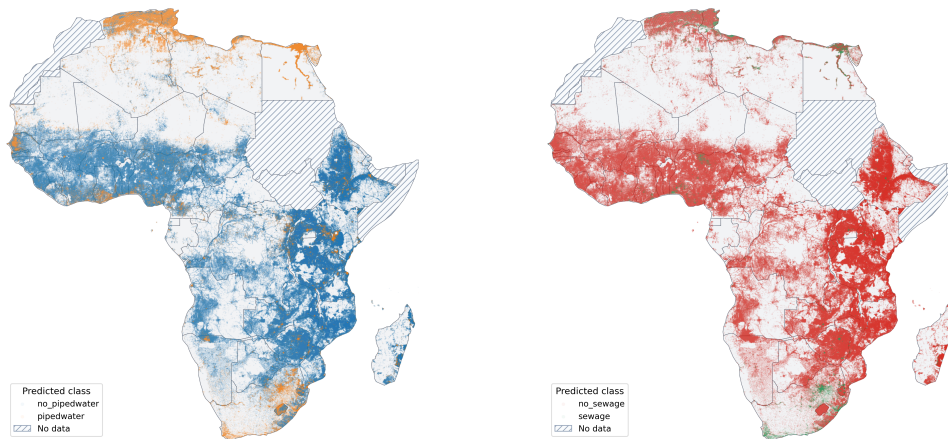 Predicted class
no_pipedwater
pipedwater
No data
Predicted class
no_sewage
sewage
No data